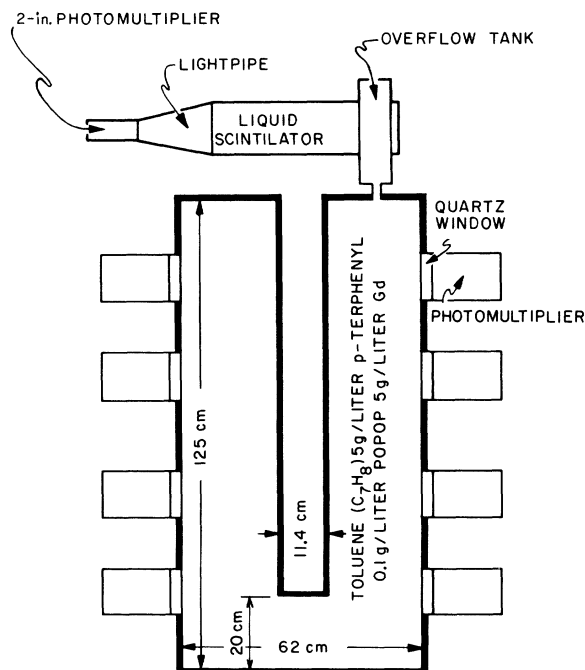 2-in. PHOTOMULTIPLIER
OVERFLOW TANK
LIGHTPIPE
LIQUID
SCINTILATOR
QUARTZ
WINDOW
PHOTOMULTIPLIER
TOLUENE (C7H8) 5g/LITER p-TERPHENYL
0.1g/LITER POPOP 5g/LITER Gd
125 cm
11.4 cm
20 cm
62 cm